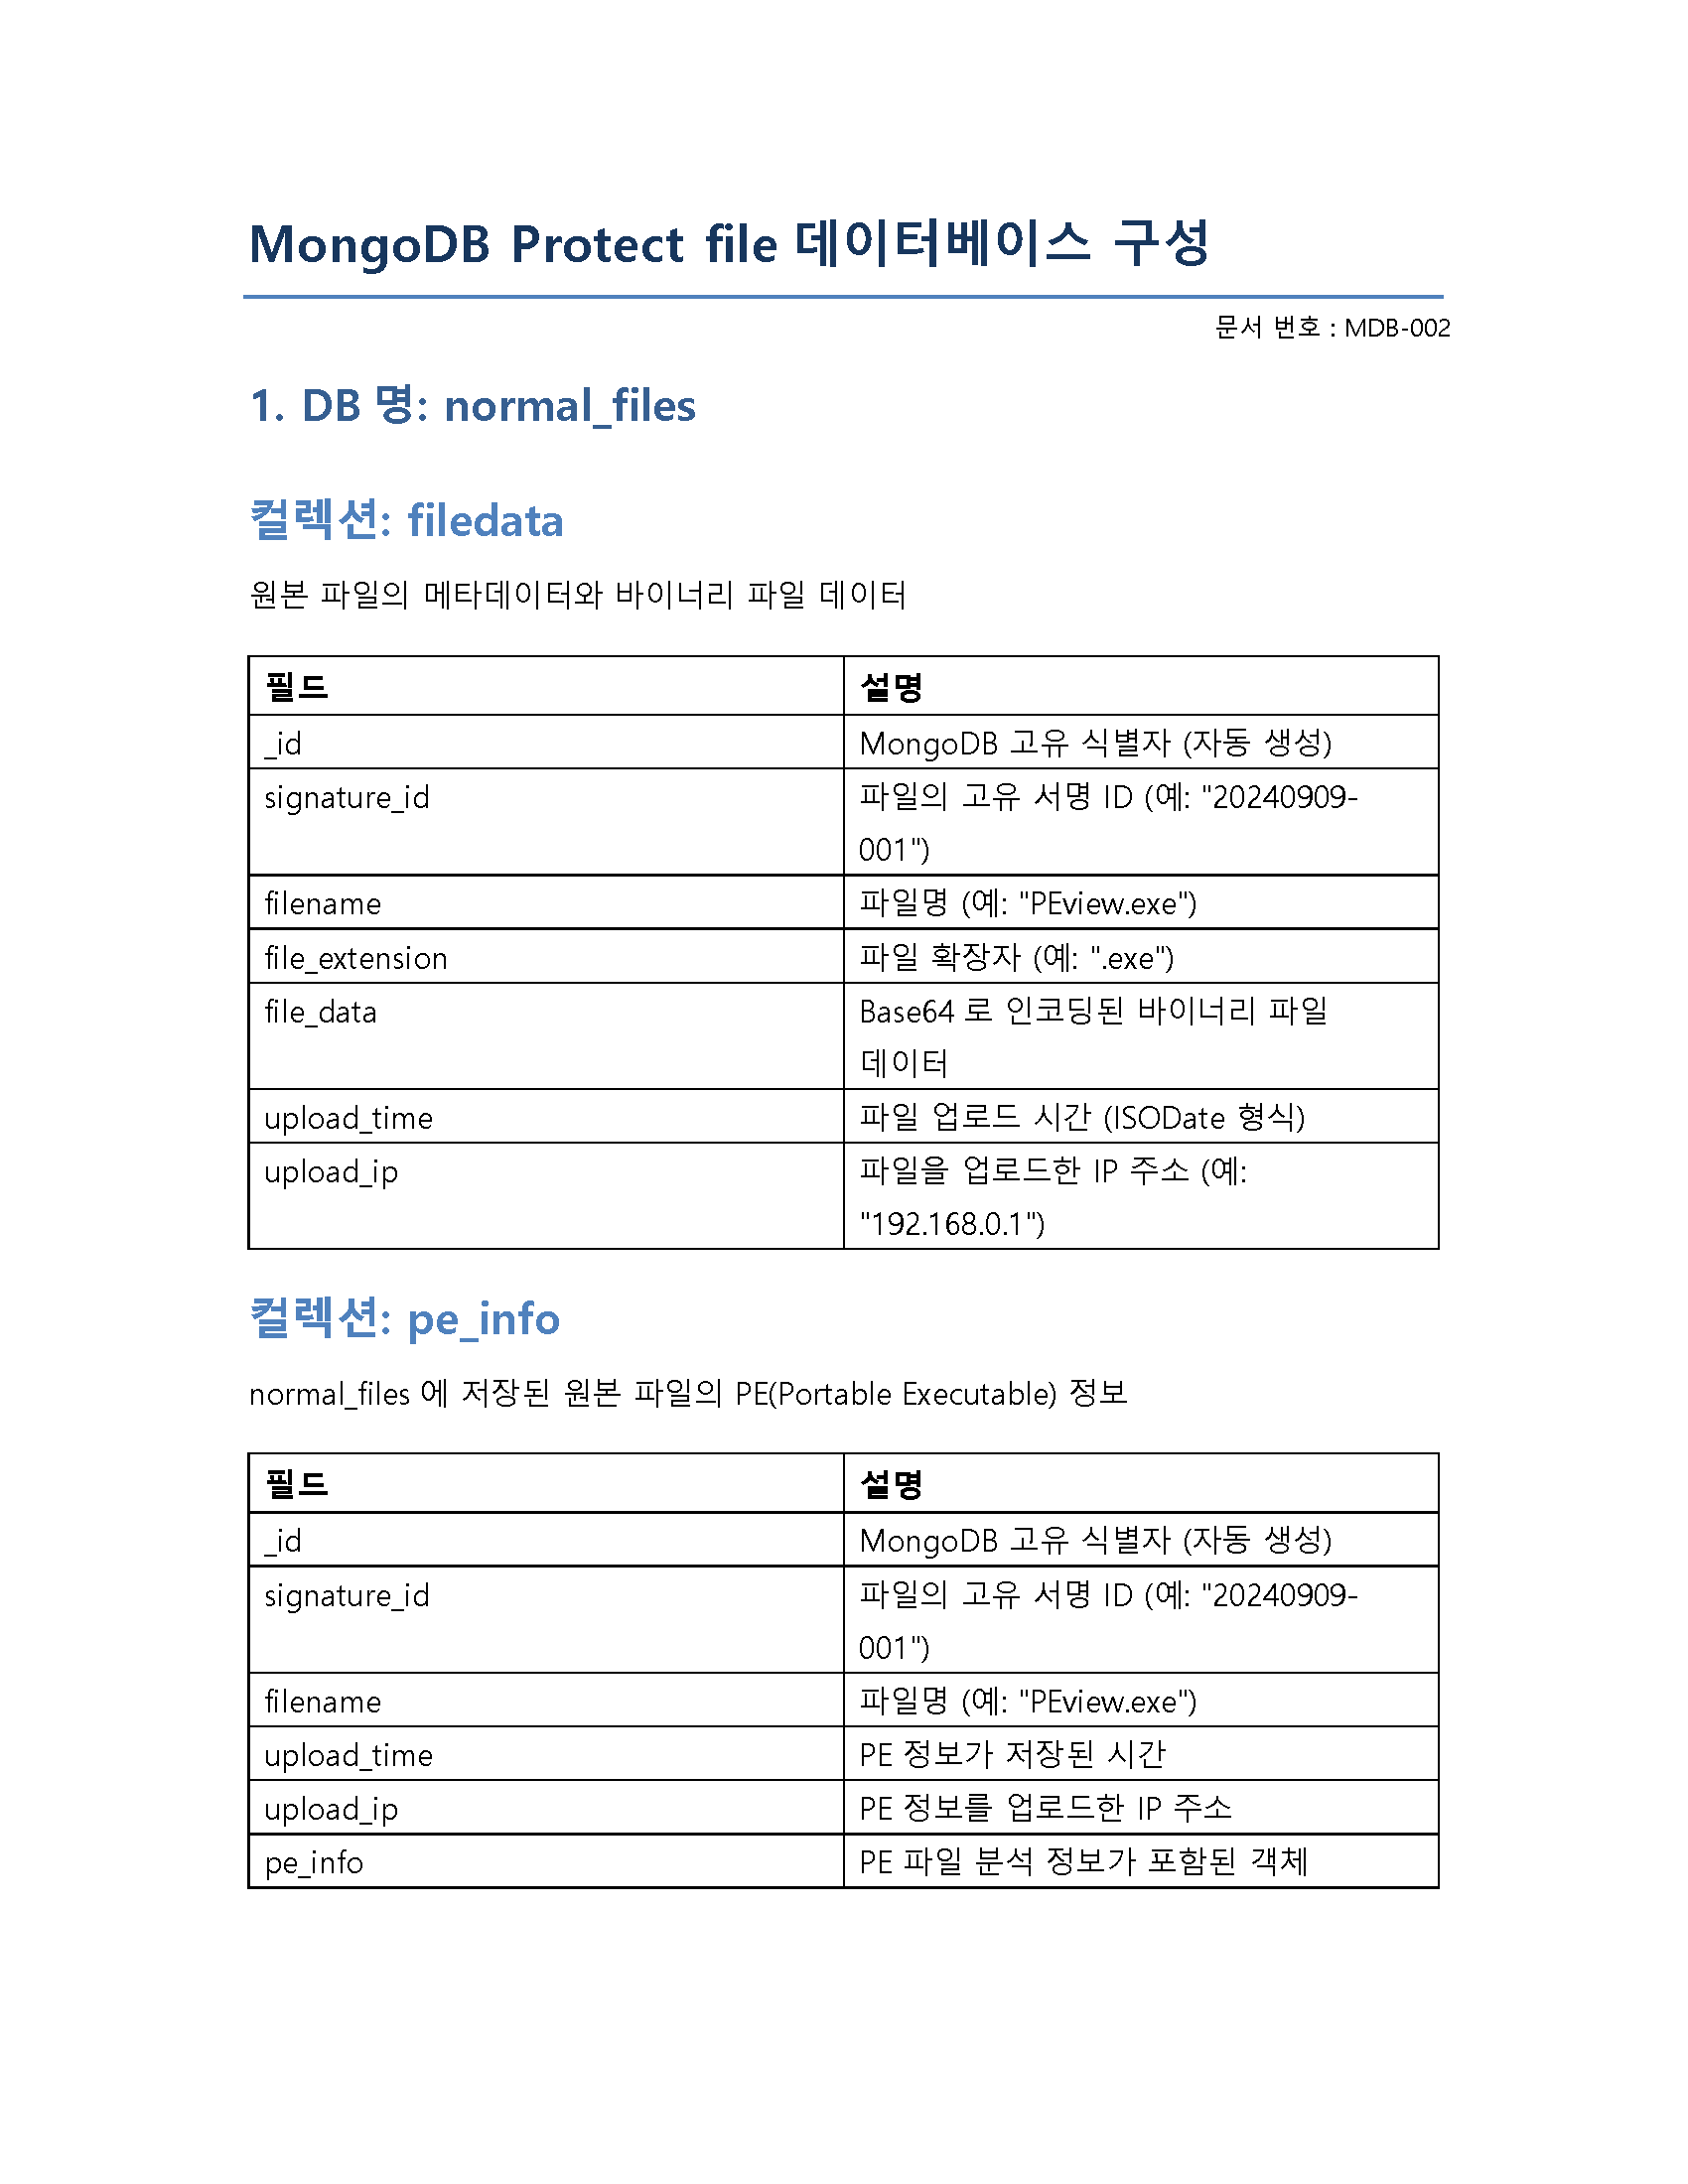 MongoDB Protect file 데이터베이스 구성
문서 번호 : MDB-002
1. DB 명: normal_files
컬렉션: filedata
원본 파일의 메타데이터와 바이너리 파일 데이터
필드 설명
_id MongoDB 고유 식별자 (자동 생성)
signature_id 파일의 고유 서명 ID (예: "20240909-
001")
filename 파일명 (예: "PEview.exe")
file_extension 파일 확장자 (예: ".exe")
file_data Base64 로 인코딩된 바이너리 파일
데이터
upload_time 파일 업로드 시간 (ISODate 형식)
upload_ip 파일을 업로드한 IP 주소 (예:
"192.168.0.1")
컬렉션: pe_info
normal_files 에 저장된 원본 파일의 PE(Portable Executable) 정보
필드 설명
_id MongoDB 고유 식별자 (자동 생성)
signature_id 파일의 고유 서명 ID (예: "20240909-
001")
filename 파일명 (예: "PEview.exe")
upload_time PE 정보가 저장된 시간
upload_ip PE 정보를 업로드한 IP 주소
pe_info PE 파일 분석 정보가 포함된 객체